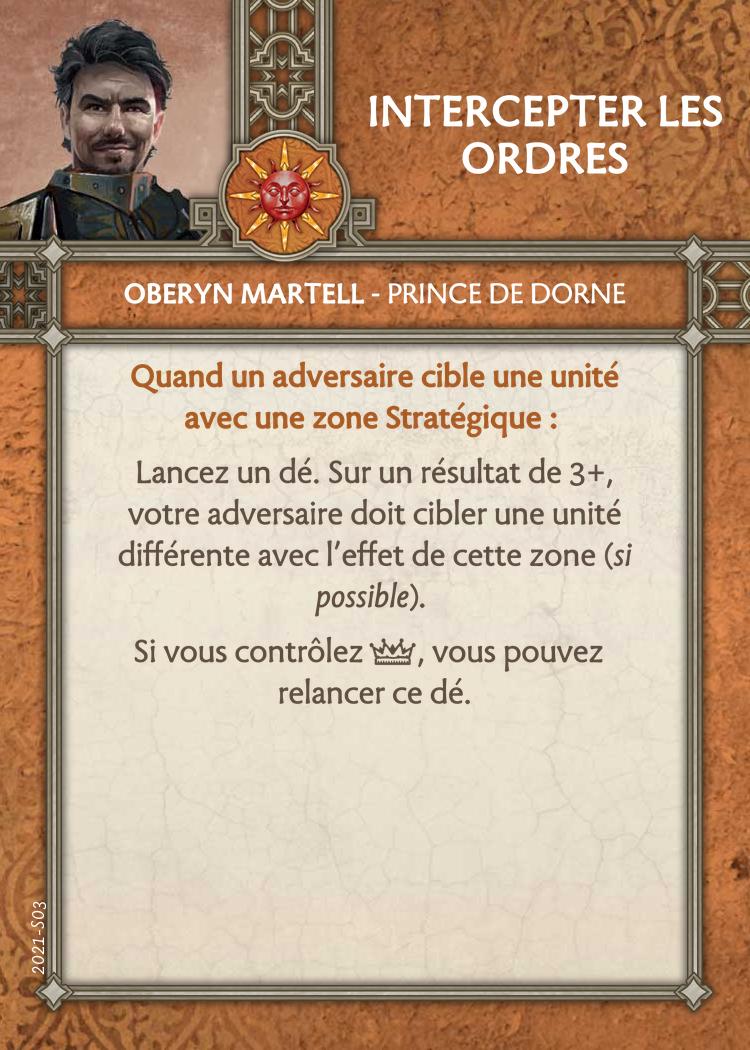 INTERCEPTER LES
ORDRES
OBERYN MARTELL - PRINCE DE DORNE
Quand un adversaire cible une unité
avec une zone Stratégique :
Lancez un dé. Sur un résultat de 3+,
votre adversaire doit cibler une unité
différente avec l'effet de cette zone (si
possible).
Si vous contrôlez , vous pouvez
relancer ce dé.
2021-S03